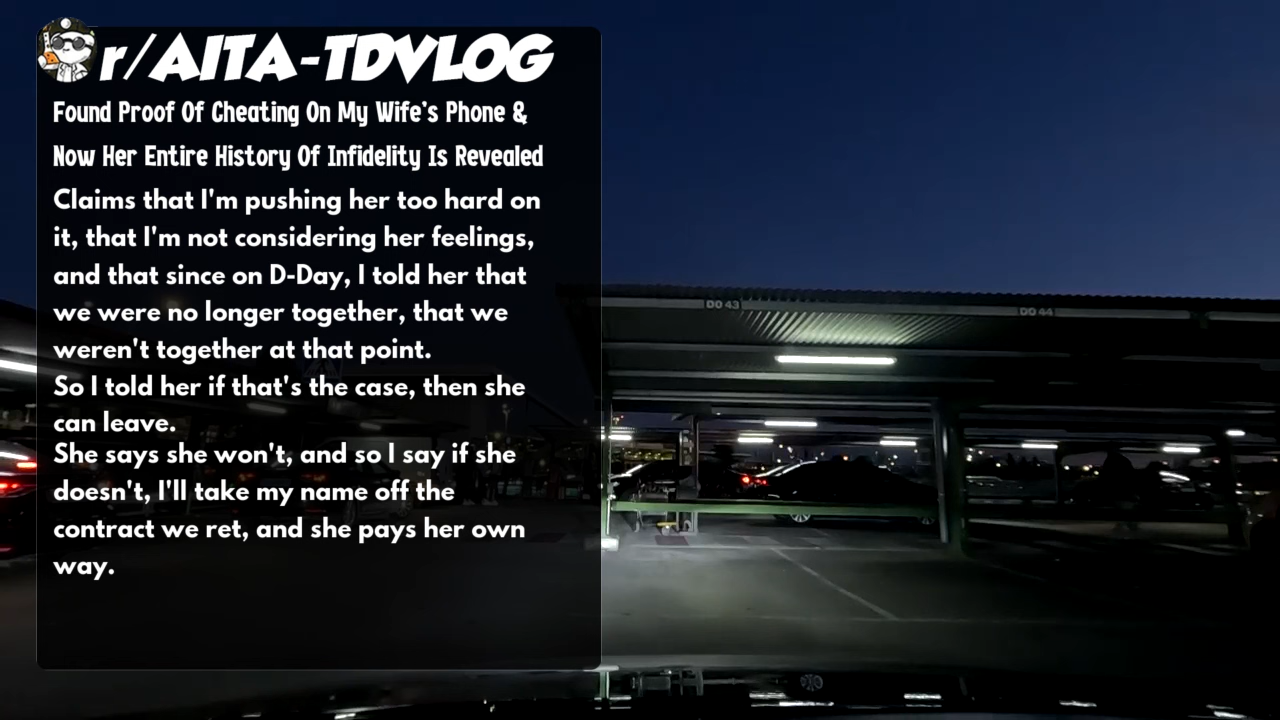 r/AITA-TDVLOG
Found Proof Of Cheating On My Wife's Phone &
Now Her Entire History Of Infidelity Is Revealed
Claims that I'm pushing her too hard on
it, that I'm not considering her feelings,
and that since on D-Day, I told her that
we were no longer together, that we
weren't together at that point.
So I told her if that's the case, then she
can leave.
She says she won't, and so I say if she
doesn't, I'll take my name off the
contract we ret, and she pays her own
way.
DO 43
DO 44